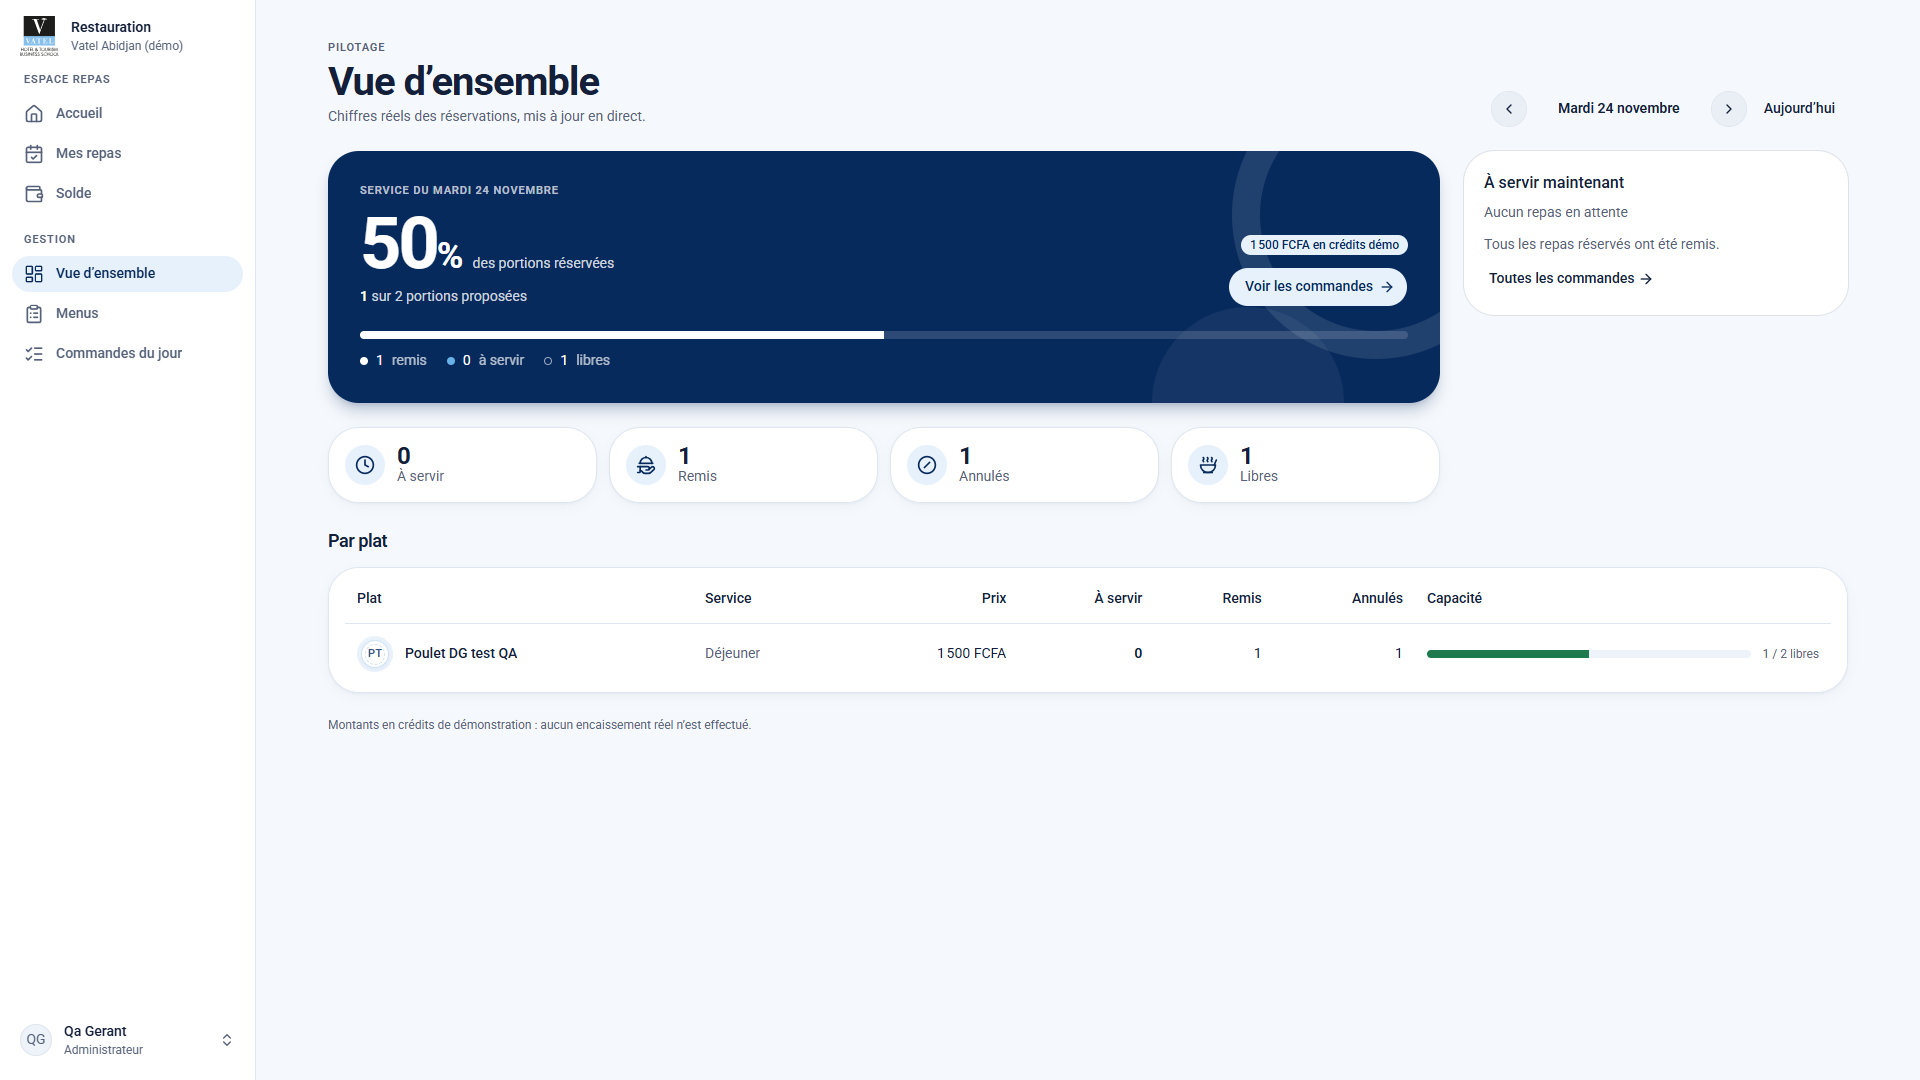 V
VATEL
HOTEL & TOURISM
BUSINESS SCHOOL
Restauration
Vatel Abidjan (démo)
ESPACE REPAS
Accueil
Mes repas
Solde
GESTION
Vue d’ensemble
Menus
Commandes du jour
QG
Qa Gerant
Administrateur
PILOTAGE
Vue d’ensemble
Chiffres réels des réservations, mis à jour en direct.
Mardi 24 novembre
Aujourd’hui
SERVICE DU MARDI 24 NOVEMBRE
50% des portions réservées
1 sur 2 portions proposées
1 500 FCFA en crédits démo
Voir les commandes
1 remis 0 à servir 1 libres
À servir maintenant
Aucun repas en attente
Tous les repas réservés ont été remis.
Toutes les commandes
0
À servir
1
Remis
1
Annulés
1
Libres
Par plat
Plat Service Prix À servir Remis Annulés Capacité
PT Poulet DG test QA Déjeuner 1 500 FCFA 0 1 1 1 / 2 libres
Montants en crédits de démonstration : aucun encaissement réel n’est effectué.